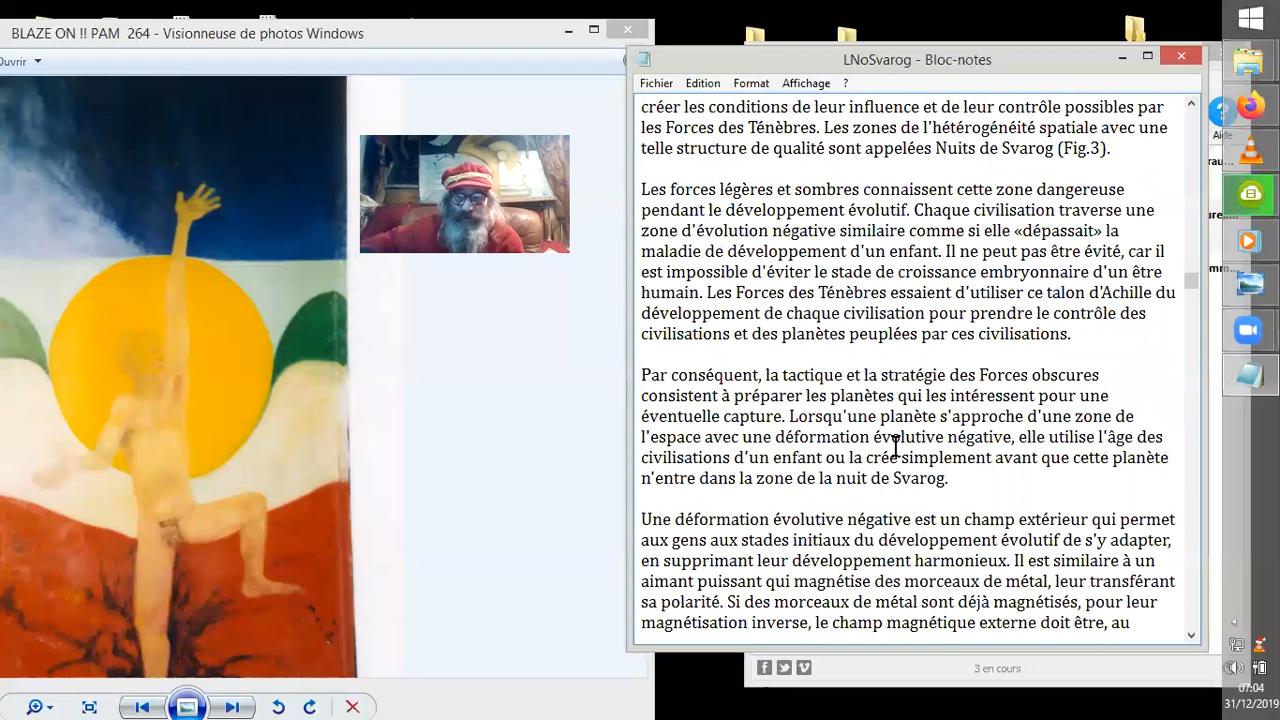 BLAZE ON !! PAM  264 - Visionneuse de photos Windows
Ouvrir
LNoSvarog - Bloc-notes
Fichier Edition Format Affichage ?
créer les conditions de leur influence et de leur contrôle possibles par
les Forces des Ténèbres. Les zones de l'hétérogénéité spatiale avec une
telle structure de qualité sont appelées Nuits de Svarog (Fig.3).
Les forces légères et sombres connaissent cette zone dangereuse
pendant le développement évolutif. Chaque civilisation traverse une
zone d'évolution négative similaire comme si elle «dépassait» la
maladie de développement d'un enfant. Il ne peut pas être évité, car il
est impossible d'éviter le stade de croissance embryonnaire d'un être
humain. Les Forces des Ténèbres essaient d'utiliser ce talon d'Achille du
développement de chaque civilisation pour prendre le contrôle des
civilisations et des planètes peuplées par ces civilisations.
Par conséquent, la tactique et la stratégie des Forces obscures
consistent à préparer les planètes qui les intéressent pour une
éventuelle capture. Lorsqu'une planète s'approche d'une zone de
l'espace avec une déformation évolutive négative, elle utilise l'âge des
civilisations d'un enfant ou la crée simplement avant que cette planète
n'entre dans la zone de la nuit de Svarog.
Une déformation évolutive négative est un champ extérieur qui permet
aux gens aux stades initiaux du développement évolutif de s'y adapter,
en supprimant leur développement harmonieux. Il est similaire à un
aimant puissant qui magnétise des morceaux de métal, leur transférant
sa polarité. Si des morceaux de métal sont déjà magnétisés, pour leur
magnétisation inverse, le champ magnétique externe doit être, au
3 en cours
Aide
07:04
31/12/2019